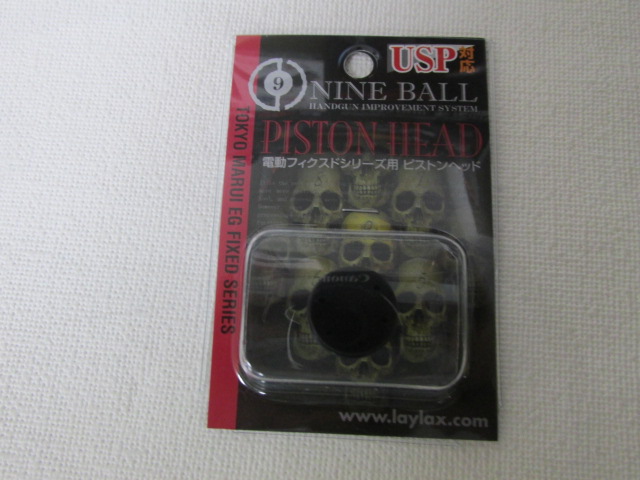 USP対応
9
NINE BALL
HANDGUN IMPROVEMENT SYSTEM
PISTON HEAD
電動フィクスドシリーズ用 ピストンヘッド
TOKYO MARUI EG FIXED SERIES
Canon
www.laylax.com